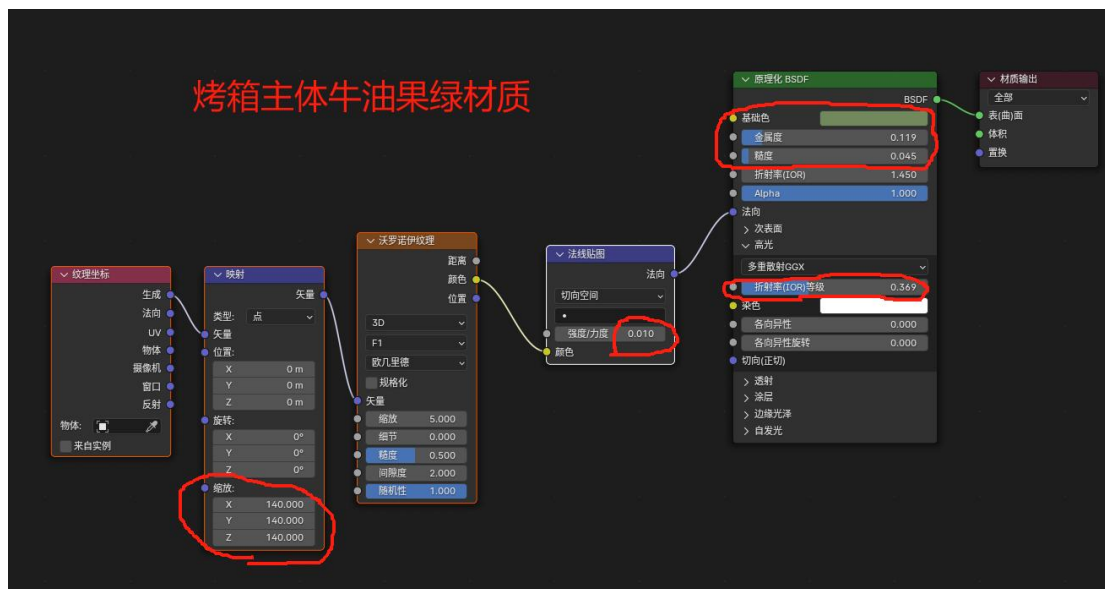 烤箱主体牛油果绿材质
纹理坐标
生成
法向
UV
物体
摄像机
窗口
反射
物体:
来自实例
映射
矢量
类型: 点
矢量
位置:
X 0 m
Y 0 m
Z 0 m
旋转:
X 0°
Y 0°
Z 0°
缩放:
X 140.000
Y 140.000
Z 140.000
沃罗诺伊纹理
距离
颜色
位置
3D
F1
欧几里德
规格化
矢量
缩放 5.000
细节 0.000
糙度 0.500
间隙度 2.000
随机性 1.000
法线贴图
法向
切向空间
强度/力度 0.010
颜色
原理化 BSDF
BSDF
基础色
金属度 0.119
糙度 0.045
折射率(IOR) 1.450
Alpha 1.000
法向
次表面
高光
多重散射GGX
折射率(IOR)等级 0.369
染色
各向异性 0.000
各向异性旋转 0.000
切向(正切)
透射
涂层
边缘光泽
自发光
材质输出
全部
表(曲)面
体积
置换